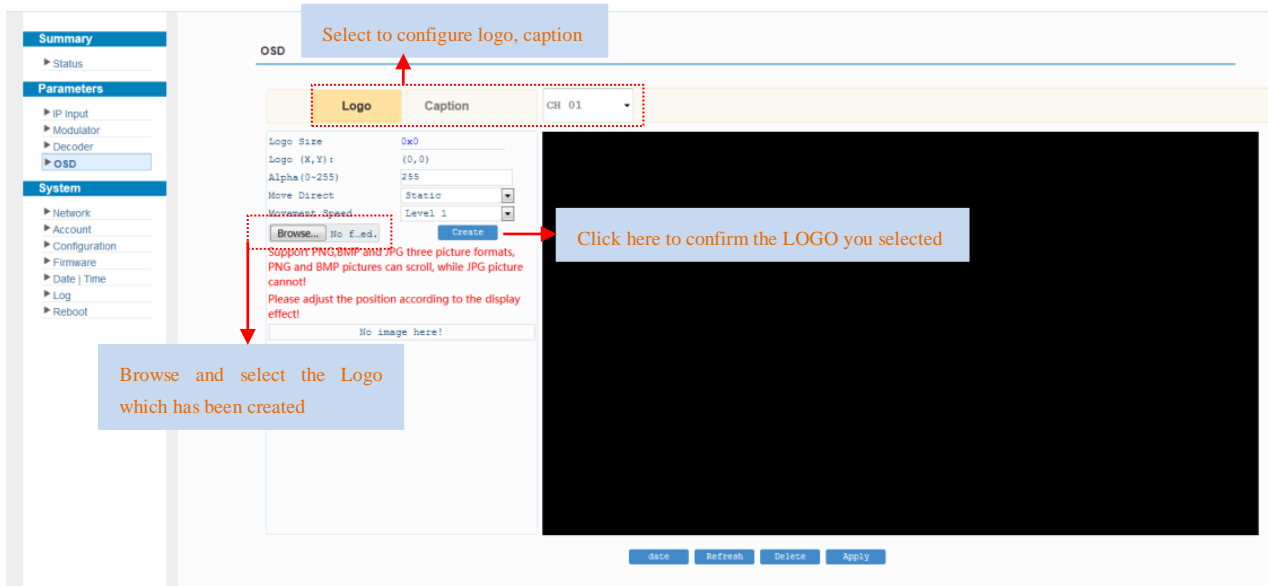 Summary
Status
Parameters
IP Input
Modulator
Decoder
OSD
System
Network
Account
Configuration
Firmware
Date | Time
Log
Reboot
OSD
Select to configure logo, caption
Logo
Caption
CH 01
Logo Size 0x0
Logo (X,Y): (0,0)
Alpha(0~255) 255
Move Direct Static
Movement Speed Level 1
Browse... No f…ed. Create
Click here to confirm the LOGO you selected
Support PNG,BMP and JPG three picture formats,
PNG and BMP pictures can scroll, while JPG picture
cannot!
Please adjust the position according to the display
effect!
No image here!
Browse and select the Logo
which has been created
date Refresh Delete Apply